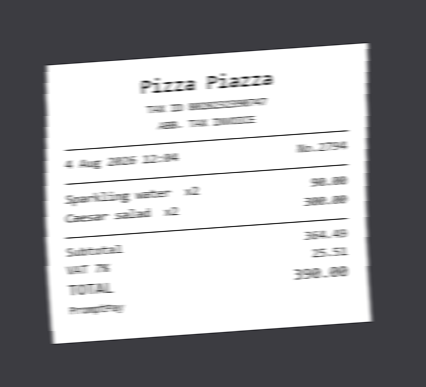 Pizza Piazza
TAX ID
ABB. TAX INVOICE
4 Aug 2026 12:04 No.2794
Sparkling water x2 90.00
Caesar salad x2 300.00
Subtotal 364.49
VAT 7% 25.51
TOTAL 390.00
PromptPay